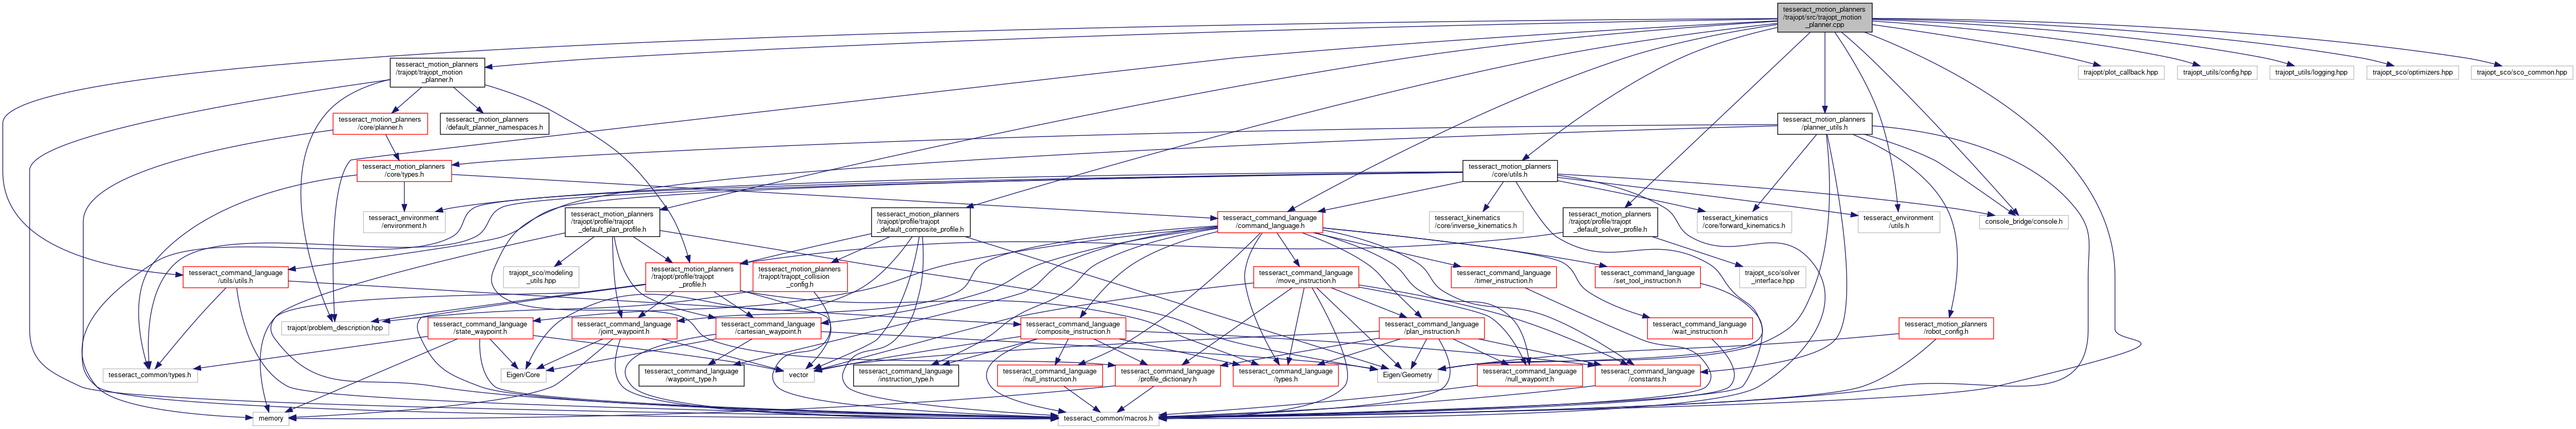 tesseract_motion_planners
/trajopt/src/trajopt_motion
_planner.cpp
tesseract_motion_planners
/trajopt/trajopt_motion
_planner.h
trajopt/plot_callback.hpp
trajopt_utils/config.hpp
trajopt_utils/logging.hpp
trajopt_sco/optimizers.hpp
trajopt_sco/sco_common.hpp
tesseract_motion_planners
/core/planner.h
tesseract_motion_planners
/default_planner_namespaces.h
tesseract_motion_planners
/planner_utils.h
tesseract_motion_planners
/core/types.h
tesseract_motion_planners
/core/utils.h
tesseract_environment
/environment.h
tesseract_motion_planners
/trajopt/profile/trajopt
_default_plan_profile.h
tesseract_motion_planners
/trajopt/profile/trajopt
_default_composite_profile.h
tesseract_command_language
/command_language.h
tesseract_kinematics
/core/inverse_kinematics.h
tesseract_motion_planners
/trajopt/profile/trajopt
_default_solver_profile.h
tesseract_kinematics
/core/forward_kinematics.h
tesseract_environment
/utils.h
console_bridge/console.h
tesseract_command_language
/utils/utils.h
trajopt_sco/modeling
_utils.hpp
tesseract_motion_planners
/trajopt/profile/trajopt
_profile.h
tesseract_motion_planners
/trajopt/trajopt_collision
_config.h
tesseract_command_language
/move_instruction.h
tesseract_command_language
/timer_instruction.h
tesseract_command_language
/set_tool_instruction.h
trajopt_sco/solver
_interface.hpp
trajopt/problem_description.hpp
tesseract_command_language
/state_waypoint.h
tesseract_command_language
/joint_waypoint.h
tesseract_command_language
/cartesian_waypoint.h
tesseract_command_language
/composite_instruction.h
tesseract_command_language
/plan_instruction.h
tesseract_command_language
/wait_instruction.h
tesseract_motion_planners
/robot_config.h
tesseract_common/types.h
Eigen/Core
tesseract_command_language
/waypoint_type.h
vector
tesseract_command_language
/instruction_type.h
tesseract_command_language
/null_instruction.h
tesseract_command_language
/profile_dictionary.h
tesseract_command_language
/types.h
Eigen/Geometry
tesseract_command_language
/null_waypoint.h
tesseract_command_language
/constants.h
memory
tesseract_common/macros.h